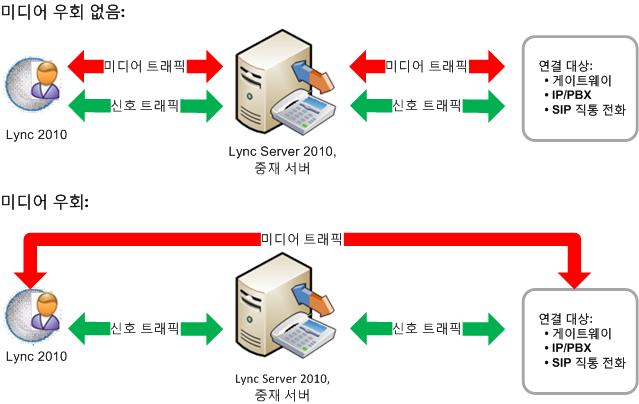 미디어 우회 없음:
미디어 트래픽
미디어 트래픽
신호 트래픽
신호 트래픽
Lync 2010
Lync Server 2010,
중재 서버
연결 대상:
• 게이트웨이
• IP/PBX
• SIP 직통 전화
미디어 우회:
미디어 트래픽
신호 트래픽
신호 트래픽
Lync 2010
Lync Server 2010,
중재 서버
연결 대상:
• 게이트웨이
• IP/PBX
• SIP 직통 전화